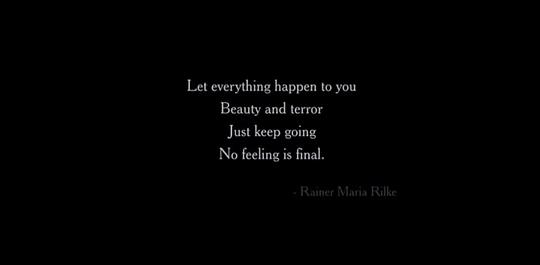 Let everything happen to you
Beauty and terror
Just keep going
No feeling is final.
- Rainer Maria Rilke